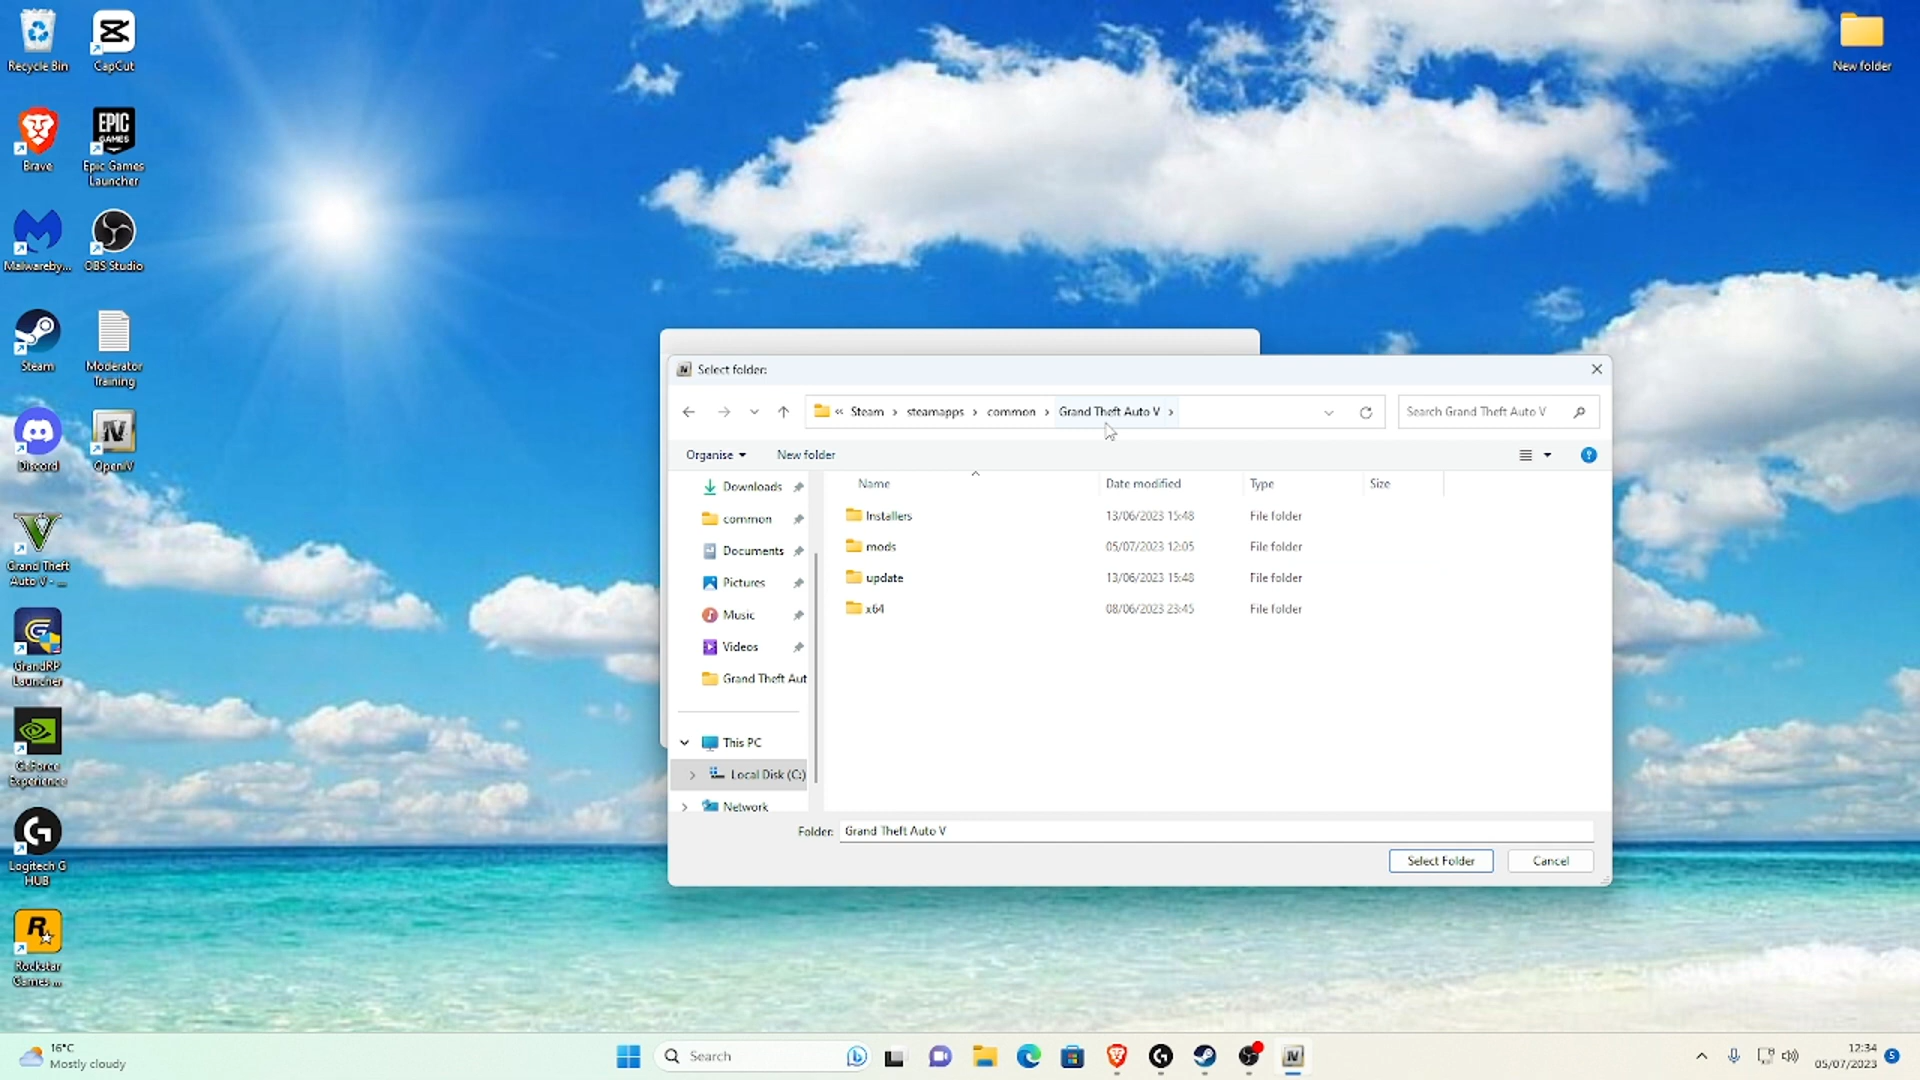 Recycle Bin
CapCut
New folder
Brave
EPIC
GAMES
Epic Games
Launcher
Malwareby...
OBS Studio
Steam
Moderator
Training
Discord
OpenIV
Grand Theft
Auto V - ...
GrandRP
Launcher
GeForce
Experience
Logitech G
HUB
Rockstar
Games ...
Select folder:
« Steam › steamapps › common › Grand Theft Auto V ›
Search Grand Theft Auto V
Organise
New folder
Name
Date modified
Type
Size
Downloads
common
Documents
Pictures
Music
Videos
Grand Theft Aut
This PC
Local Disk (C:)
Network
Installers 13/06/2023 15:48 File folder
mods 05/07/2023 12:05 File folder
update 13/06/2023 15:48 File folder
x64 08/06/2023 23:45 File folder
Folder: Grand Theft Auto V
Select Folder
Cancel
16°C
Mostly cloudy
Search
12:34
05/07/2023
5